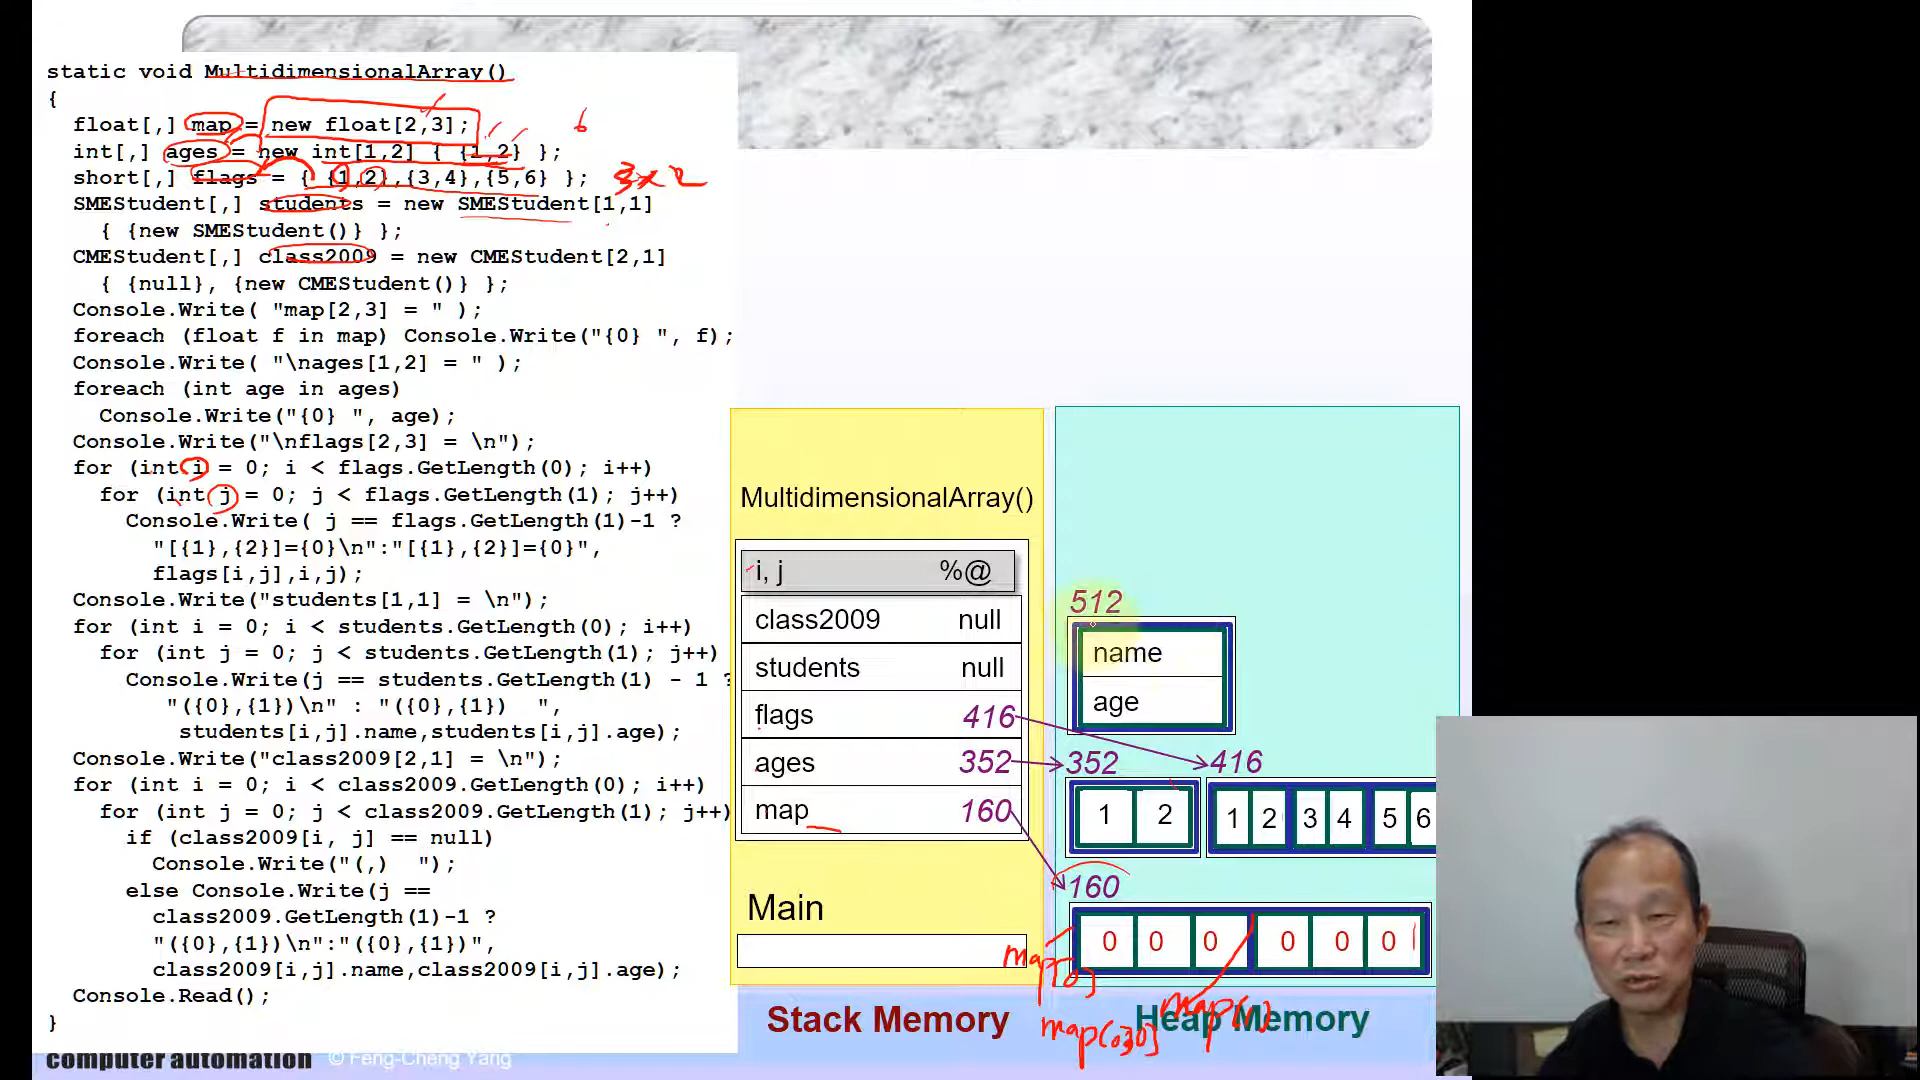 static void MultidimensionalArray()
{
float[,] map = new float[2,3];
int[,] ages = new int[1,2] { {1,2} };
short[,] flags = { {1,2},{3,4},{5,6} };
SMEStudent[,] students = new SMEStudent[1,1]
{ {new SMEStudent()} };
CMEStudent[,] class2009 = new CMEStudent[2,1]
{ {null}, {new CMEStudent()} };
Console.Write( "map[2,3] = " );
foreach (float f in map) Console.Write("{0} ", f);
Console.Write( "\nages[1,2] = " );
foreach (int age in ages)
Console.Write("{0} ", age);
Console.Write("\nflags[2,3] = \n");
for (int i = 0; i < flags.GetLength(0); i++)
for (int j = 0; j < flags.GetLength(1); j++)
Console.Write( j == flags.GetLength(1)-1 ?
"[{1},{2}]={0}\n":"[{1},{2}]={0}",
flags[i,j],i,j);
Console.Write("students[1,1] = \n");
for (int i = 0; i < students.GetLength(0); i++)
for (int j = 0; j < students.GetLength(1); j++)
Console.Write(j == students.GetLength(1) - 1 ?
"({0},{1})\n" : "({0},{1})  ",
students[i,j].name,students[i,j].age);
Console.Write("class2009[2,1] = \n");
for (int i = 0; i < class2009.GetLength(0); i++)
for (int j = 0; j < class2009.GetLength(1); j++)
if (class2009[i, j] == null)
Console.Write("(,)  ");
else Console.Write(j ==
class2009.GetLength(1)-1 ?
"({0},{1})\n":"({0},{1})",
class2009[i,j].name,class2009[i,j].age);
Console.Read();
}
6
3x2
MultidimensionalArray()
i, j %@
class2009 null
students null
flags 416
ages 352
map 160
Main
Stack Memory
512
name
age
352 416
1 2 1 2 3 4 5 6
160
0 0 0 0 0 0
map[0]
map[1]
map[0,0]
Heap Memory
computer automation © Feng-Cheng Yang